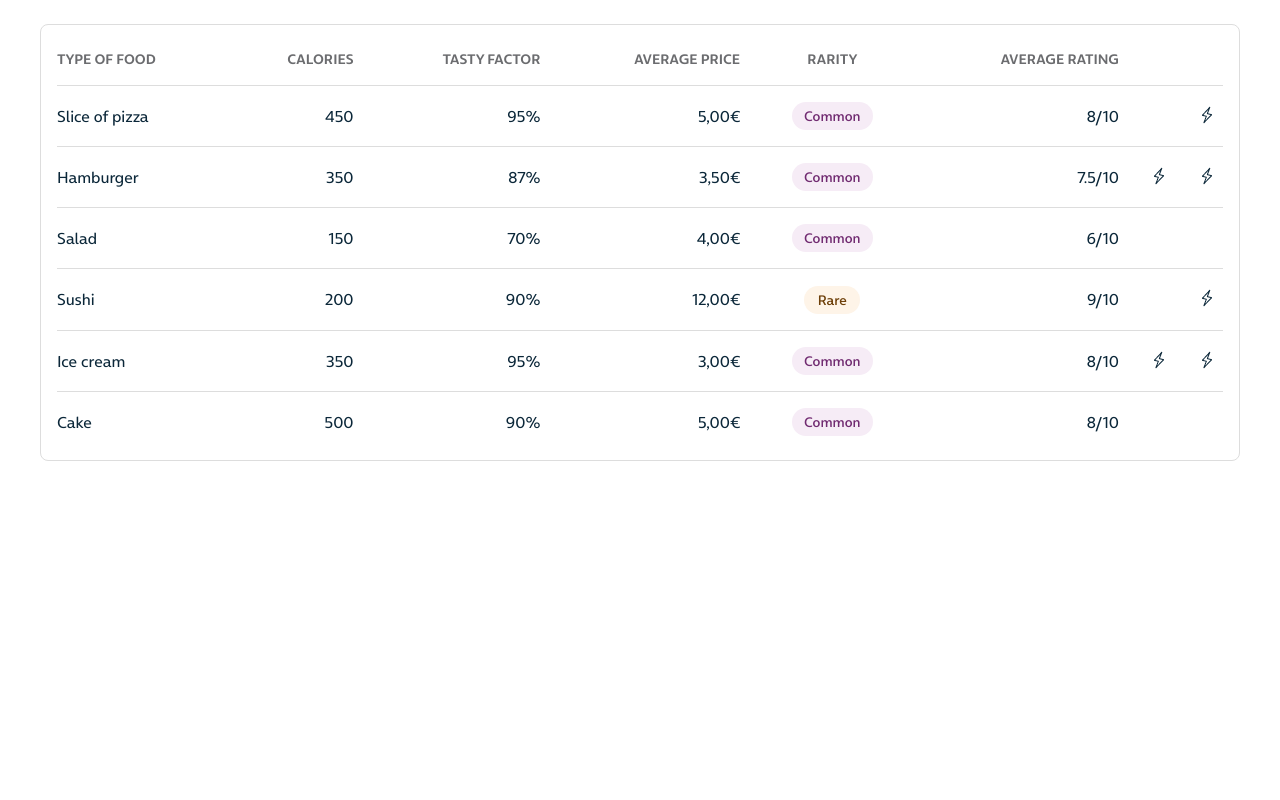 TYPE OF FOOD CALORIES TASTY FACTOR AVERAGE PRICE RARITY AVERAGE RATING
Slice of pizza 450 95% 5,00€ Common 8/10
Hamburger 350 87% 3,50€ Common 7.5/10
Salad 150 70% 4,00€ Common 6/10
Sushi 200 90% 12,00€ Rare 9/10
Ice cream 350 95% 3,00€ Common 8/10
Cake 500 90% 5,00€ Common 8/10